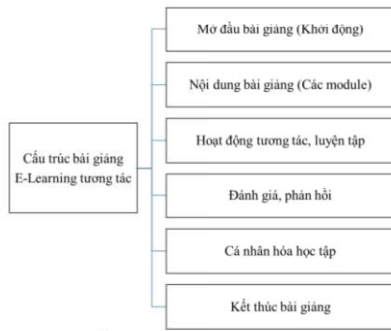 Cấu trúc bài giảng
E-Learning tương tác
Mở đầu bài giảng (Khởi động)
Nội dung bài giảng (Các module)
Hoạt động tương tác, luyện tập
Đánh giá, phản hồi
Cá nhân hóa học tập
Kết thúc bài giảng